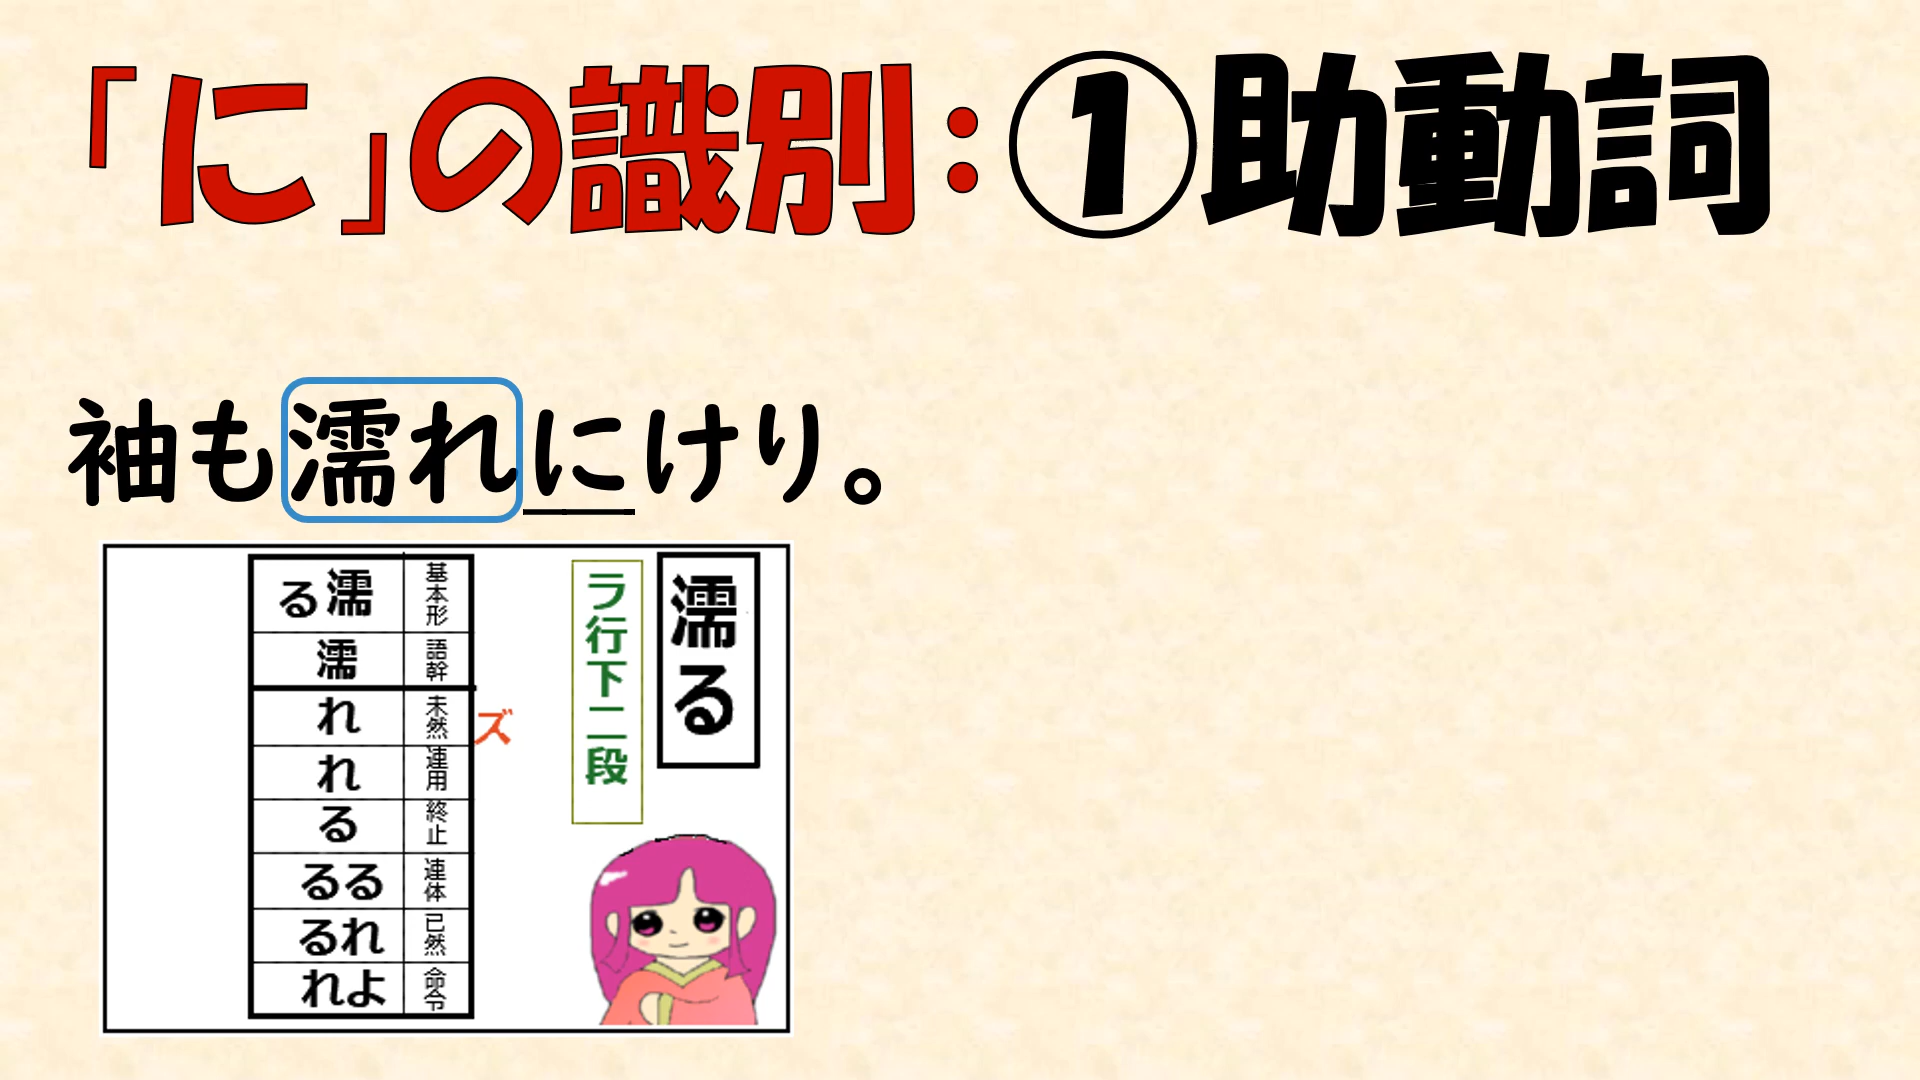 「に」の識別：①助動詞
袖も濡れにけり。
濡る
ラ行下二段
ズ
基本形 濡る
語幹 濡
未然 れ
連用 れ
終止 る
連体 るる
已然 るれ
命令 れよ